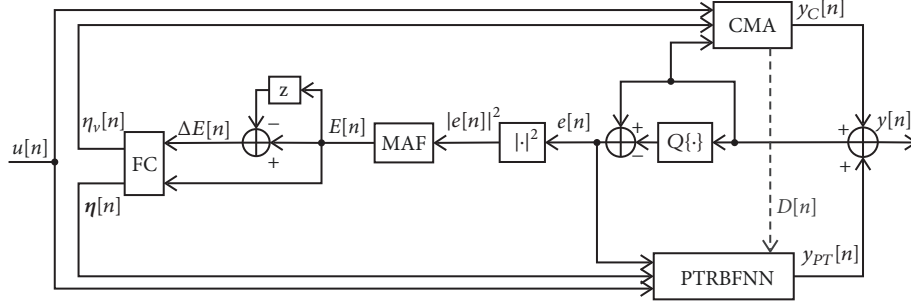 CMA
y_C[n]
z
−
η_v[n]
ΔE[n]
E[n]
|e[n]|²
e[n]
+
+
y[n]
u[n]
FC
+
MAF
|·|²
−
Q{·}
+
η[n]
D[n]
y_PT[n]
PTRBFNN